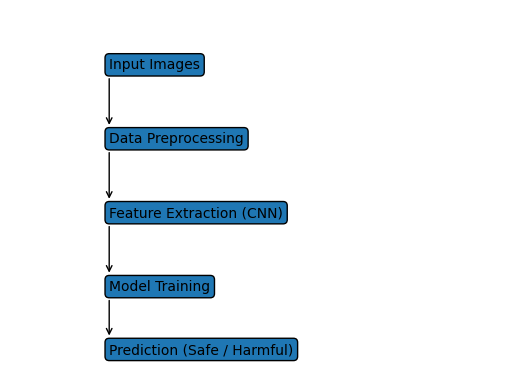 Input Images
Data Preprocessing
Feature Extraction (CNN)
Model Training
Prediction (Safe / Harmful)